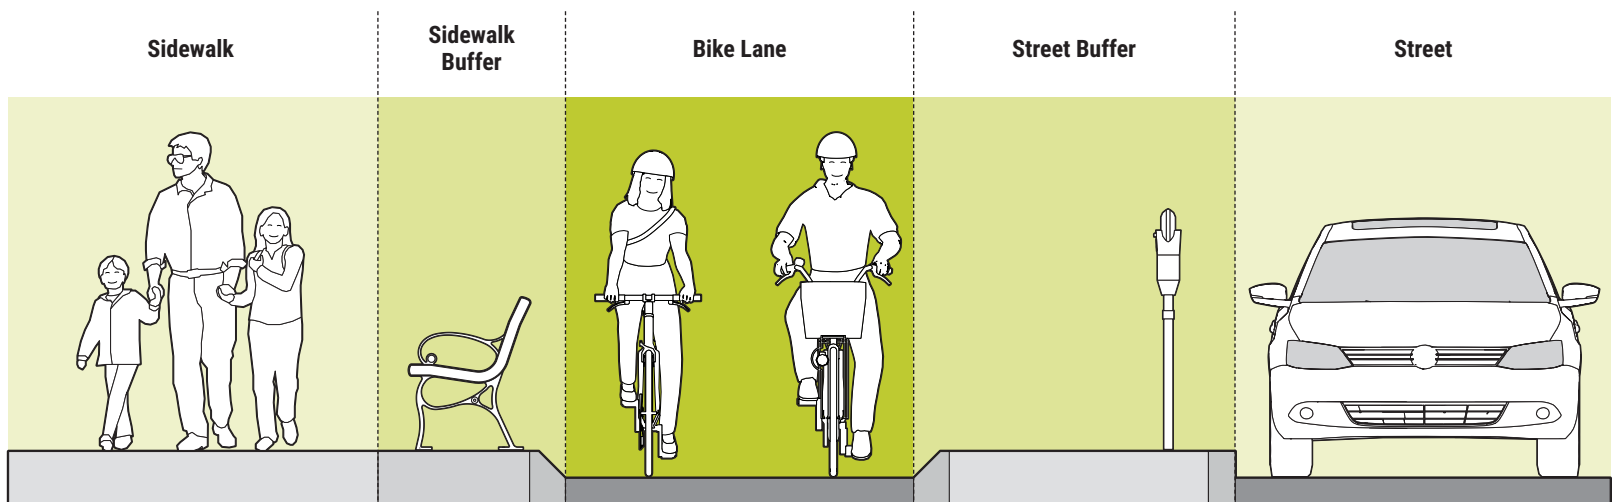 Sidewalk
Sidewalk
Buffer
Bike Lane
Street Buffer
Street